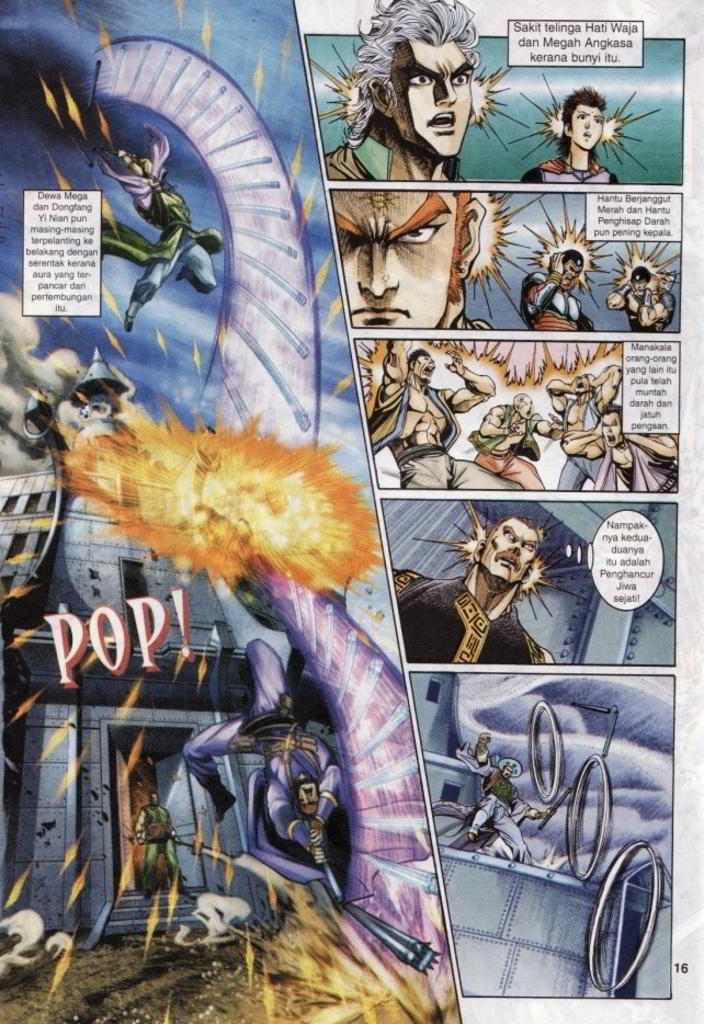 Dewa Mega
dan Dongfang
Yi Nian pun
masing-masing
terpelanting ke
belakang dengan
serentak kerana
aura yang ter-
pancar dari
pertembungan
itu.
POP!
Sakit telinga Hati Waja
dan Megah Angkasa
kerana bunyi itu.
Hantu Berjanggut
Merah dan Hantu
Penghisap Darah
pun pening kepala.
Manakala
orang-orang
yang lain itu
pula telah
muntah
darah dan
jatuh
pengsan.
Nampak-
nya kedua-
duanya
itu adalah
Penghancur
Jiwa
sejati!
16